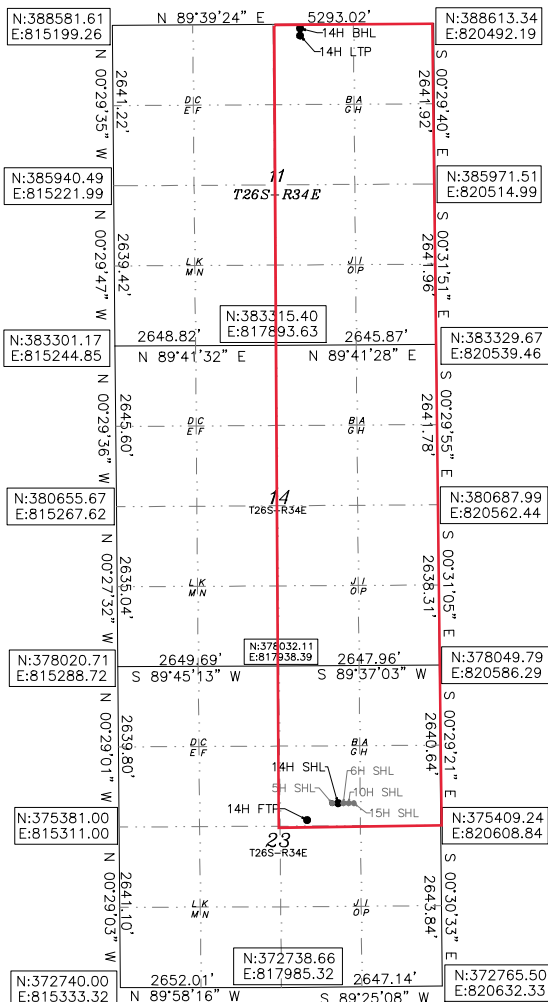 N:388581.61
E:815199.26
N 89°39'24" E 5293.02'
N:388613.34
E:820492.19
14H BHL
14H LTP
2641.22'
N 00°29'35" W
D C
E F
B A
G H
2641.92'
S 00°29'40" E
N:385940.49
E:815221.99
11
T26S-R34E
N:385971.51
E:820514.99
2639.42'
N 00°29'47" W
L K
M N
J I
O P
2641.96'
S 00°31'51" E
N:383315.40
E:817893.63
N:383301.17
E:815244.85
2648.82'
N 89°41'32" E
2645.87'
N 89°41'28" E
N:383329.67
E:820539.46
2645.60'
N 00°29'36" W
D C
E F
B A
G H
2641.78'
S 00°29'55" E
N:380655.67
E:815267.62
14
T26S-R34E
N:380687.99
E:820562.44
2635.04'
N 00°27'32" W
L K
M N
J I
O P
2638.31'
S 00°31'05" E
N:378032.11
E:817938.39
N:378020.71
E:815288.72
2649.69'
S 89°45'13" W
2647.96'
S 89°37'03" W
N:378049.79
E:820586.29
2639.80'
N 00°29'01" W
D C
E F
B A
G H
2640.64'
S 00°29'21" E
14H SHL
6H SHL
5H SHL
10H SHL
14H FTP
15H SHL
N:375381.00
E:815311.00
23
T26S-R34E
N:375409.24
E:820608.84
2641.10'
N 00°29'03" W
L K
M N
J I
O P
2643.84'
S 00°30'33" E
N:372738.66
E:817985.32
N:372740.00
E:815333.32
2652.01'
N 89°58'16" W
2647.14'
S 89°25'08" W
N:372765.50
E:820632.33